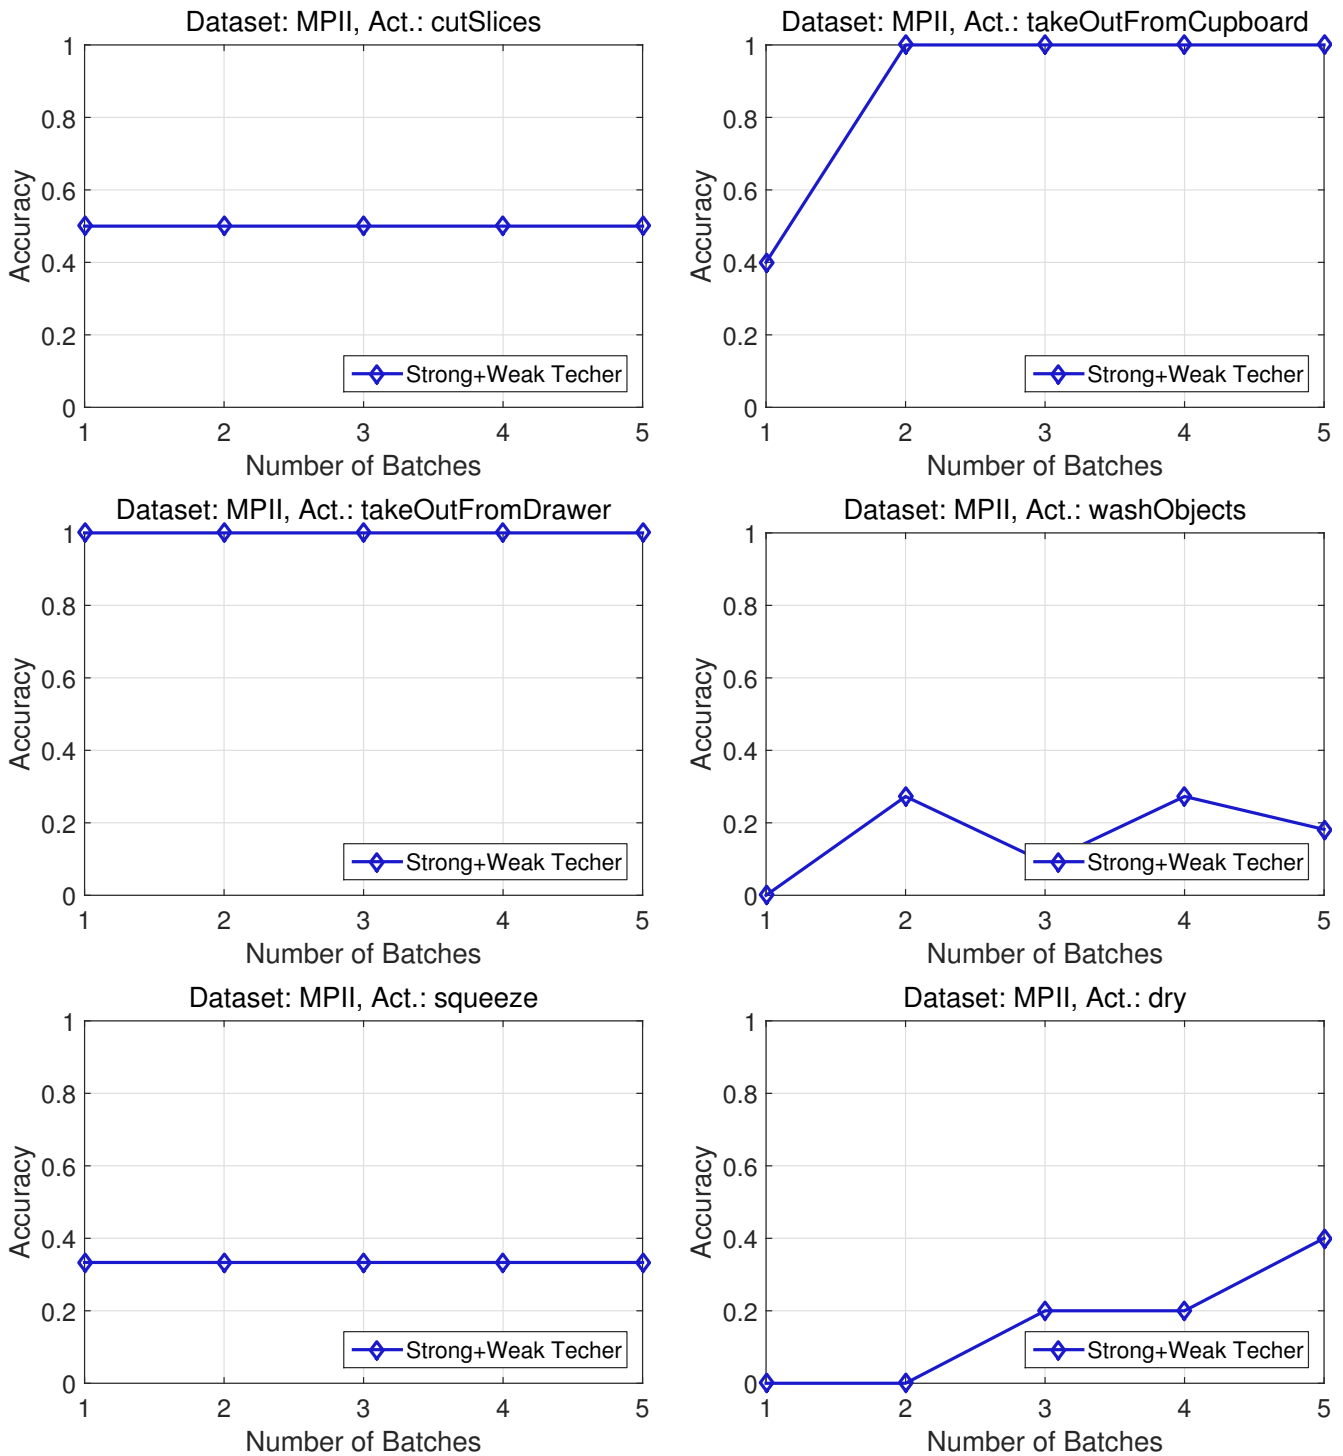 Dataset: MPII, Act.: cutSlices
1
0.8
0.6
0.4
0.2
0
Accuracy
Strong+Weak Techer
1 2 3 4 5
Number of Batches
Dataset: MPII, Act.: takeOutFromCupboard
1
0.8
0.6
0.4
0.2
0
Accuracy
Strong+Weak Techer
1 2 3 4 5
Number of Batches
Dataset: MPII, Act.: takeOutFromDrawer
1
0.8
0.6
0.4
0.2
0
Accuracy
Strong+Weak Techer
1 2 3 4 5
Number of Batches
Dataset: MPII, Act.: washObjects
1
0.8
0.6
0.4
0.2
0
Accuracy
Strong+Weak Techer
1 2 3 4 5
Number of Batches
Dataset: MPII, Act.: squeeze
1
0.8
0.6
0.4
0.2
0
Accuracy
Strong+Weak Techer
1 2 3 4 5
Number of Batches
Dataset: MPII, Act.: dry
1
0.8
0.6
0.4
0.2
0
Accuracy
Strong+Weak Techer
1 2 3 4 5
Number of Batches